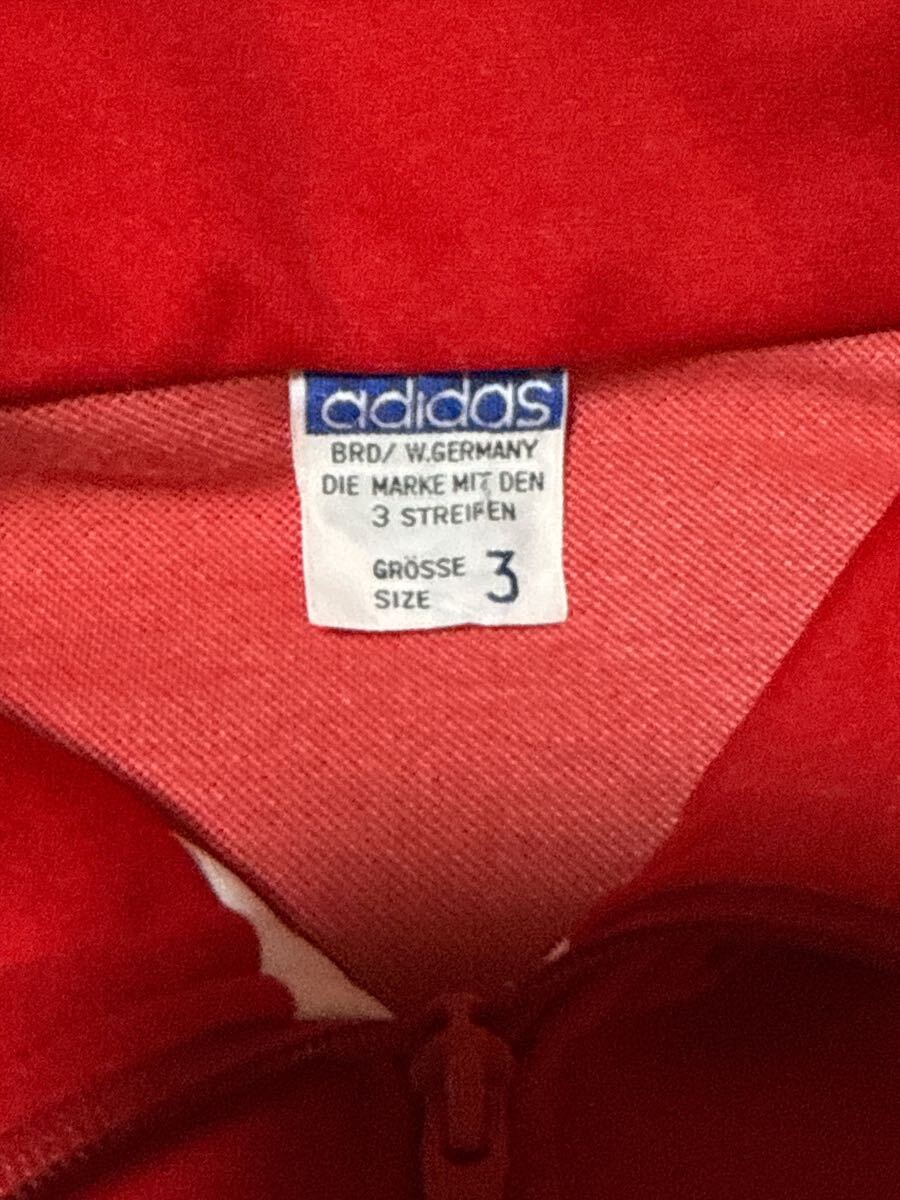 adidas
BRD/ W.GERMANY
DIE MARKE MIT DEN
3 STREIFEN
GRÖSSE 3
SIZE